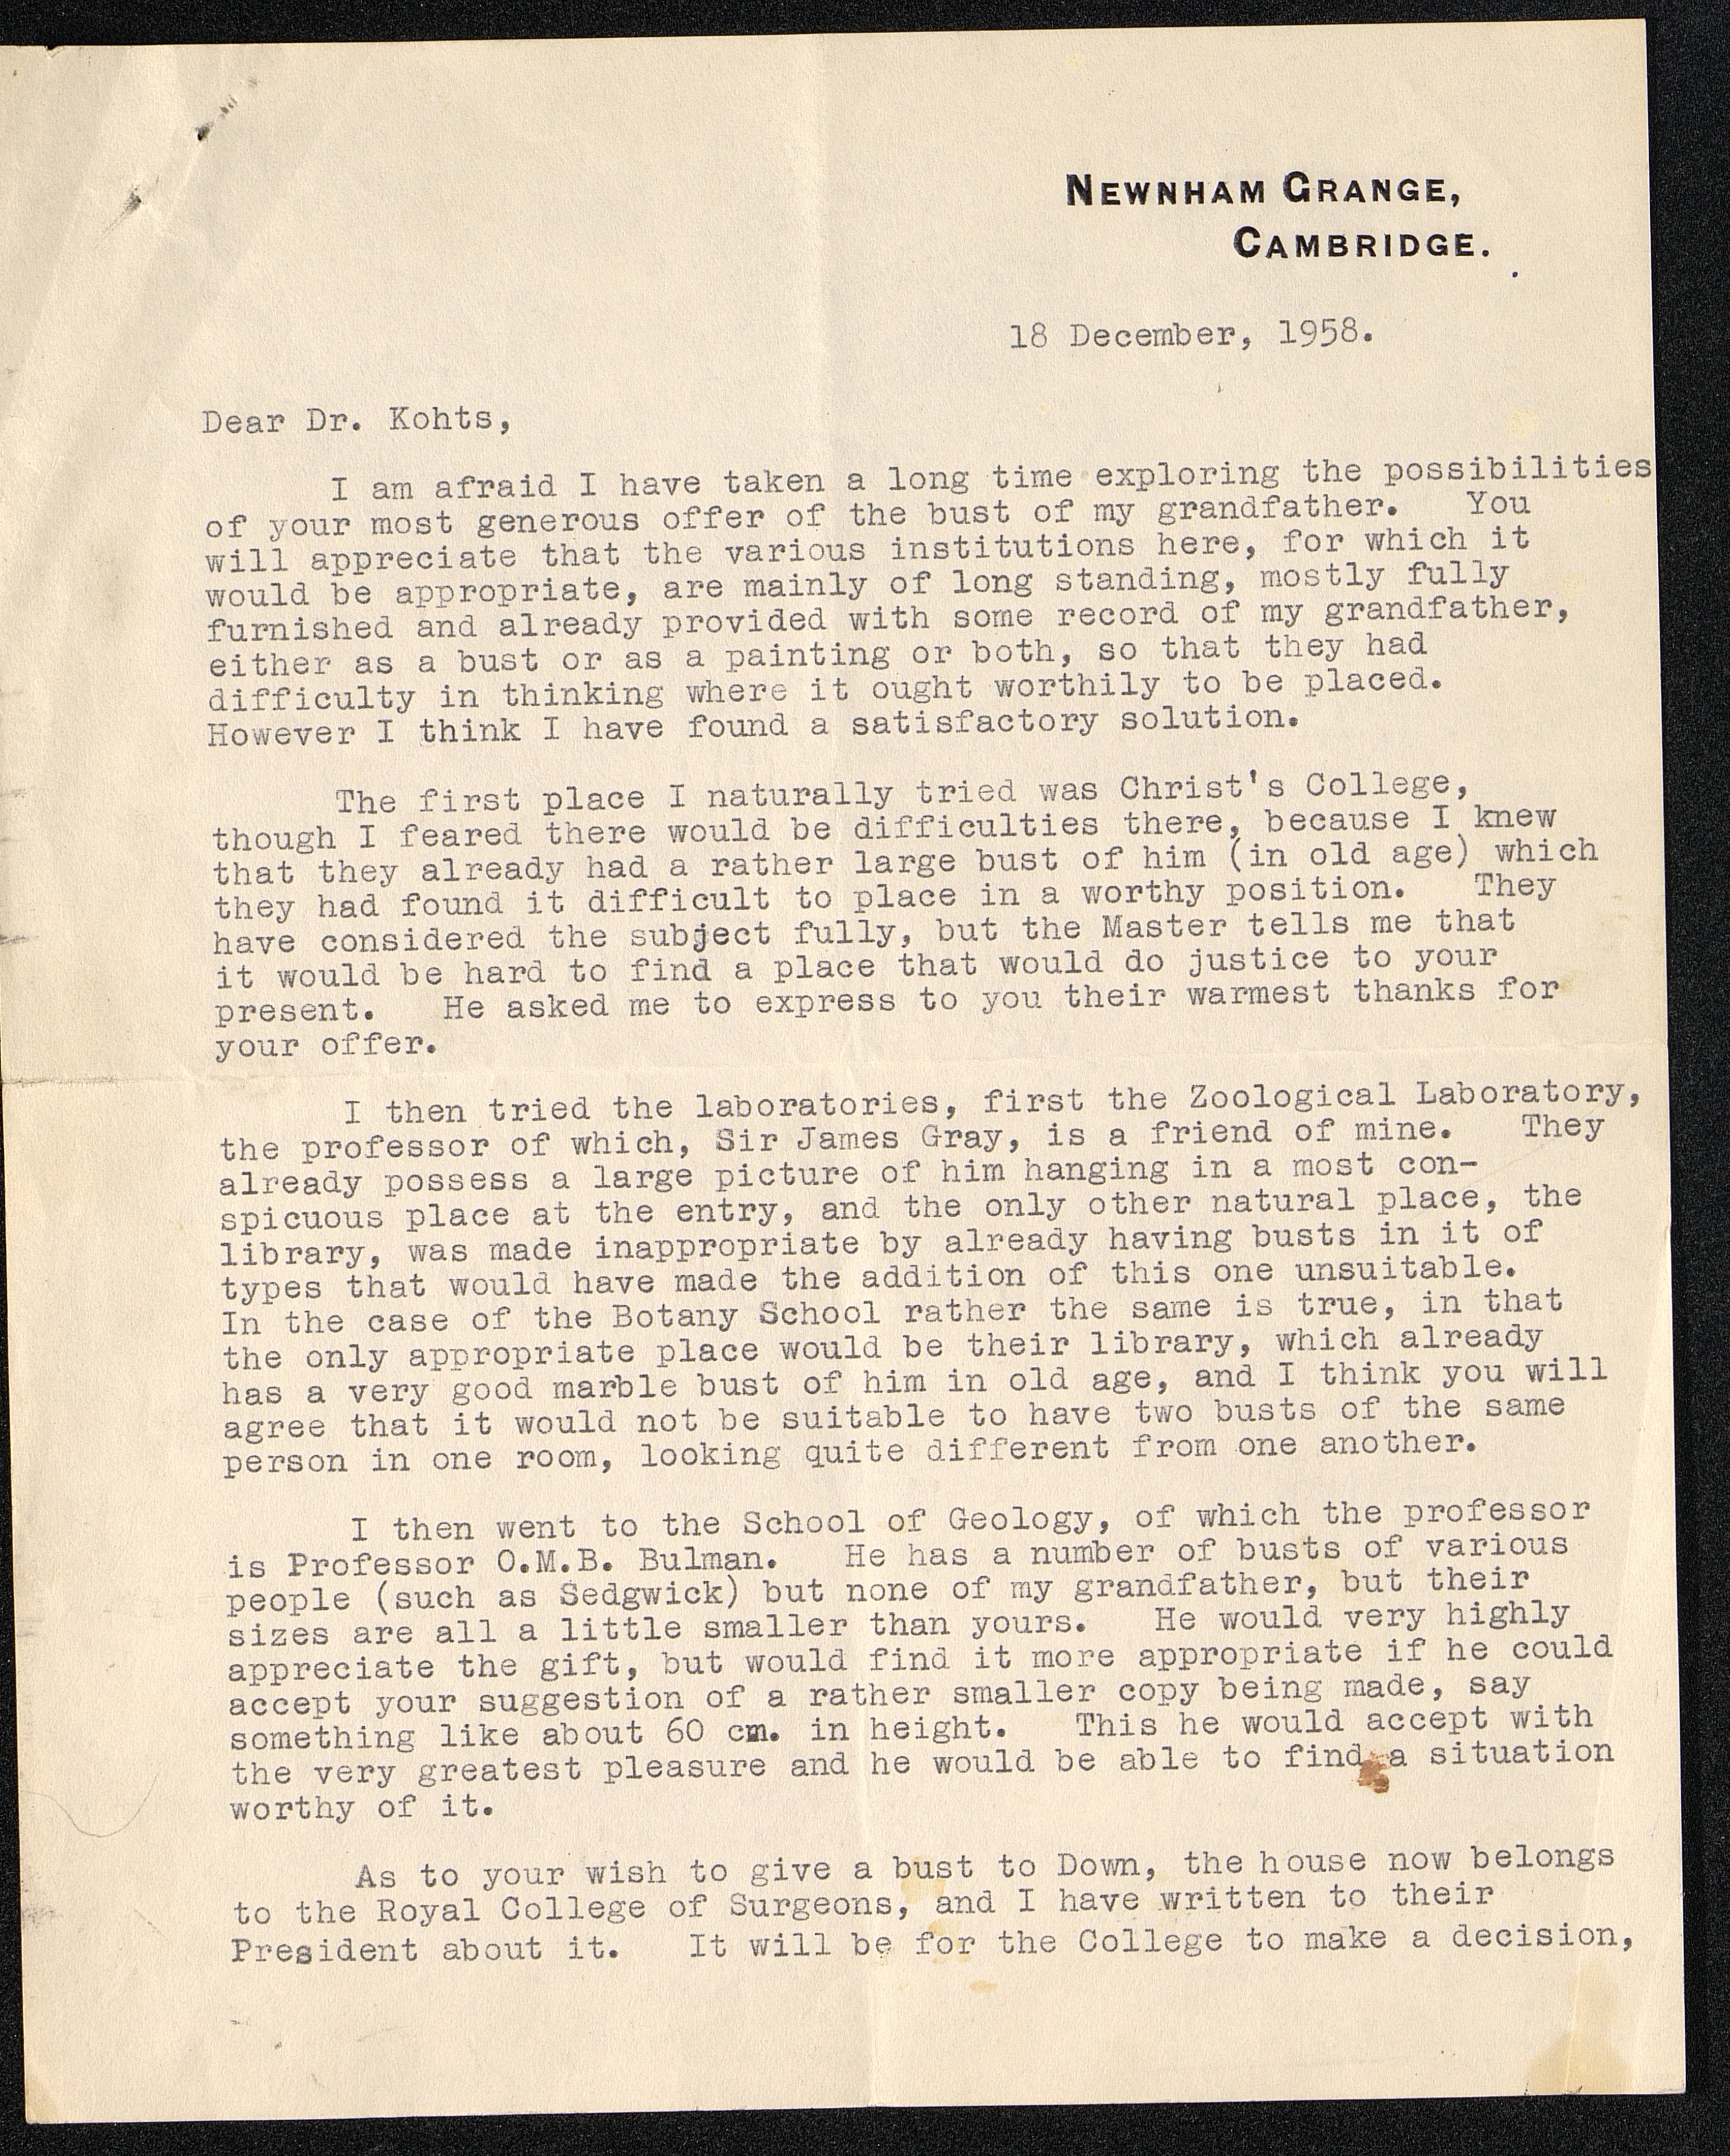 NEWNHAM GRANGE,
CAMBRIDGE.
18 December, 1958.
Dear Dr. Kohts,
I am afraid I have taken a long time exploring the possibilities
of your most generous offer of the bust of my grandfather. You
will appreciate that the various institutions here, for which it
would be appropriate, are mainly of long standing, mostly fully
furnished and already provided with some record of my grandfather,
either as a bust or as a painting or both, so that they had
difficulty in thinking where it ought worthily to be placed.
However I think I have found a satisfactory solution.
The first place I naturally tried was Christ's College,
though I feared there would be difficulties there, because I knew
that they already had a rather large bust of him (in old age) which
they had found it difficult to place in a worthy position. They
have considered the subject fully, but the Master tells me that
it would be hard to find a place that would do justice to your
present. He asked me to express to you their warmest thanks for
your offer.
I then tried the laboratories, first the Zoological Laboratory,
the professor of which, Sir James Gray, is a friend of mine. They
already possess a large picture of him hanging in a most con-
spicuous place at the entry, and the only other natural place, the
library, was made inappropriate by already having busts in it of
types that would have made the addition of this one unsuitable.
In the case of the Botany School rather the same is true, in that
the only appropriate place would be their library, which already
has a very good marble bust of him in old age, and I think you will
agree that it would not be suitable to have two busts of the same
person in one room, looking quite different from one another.
I then went to the School of Geology, of which the professor
is Professor O.M.B. Bulman. He has a number of busts of various
people (such as Sedgwick) but none of my grandfather, but their
sizes are all a little smaller than yours. He would very highly
appreciate the gift, but would find it more appropriate if he could
accept your suggestion of a rather smaller copy being made, say
something like about 60 cm. in height. This he would accept with
the very greatest pleasure and he would be able to find a situation
worthy of it.
As to your wish to give a bust to Down, the house now belongs
to the Royal College of Surgeons, and I have written to their
President about it. It will be for the College to make a decision,